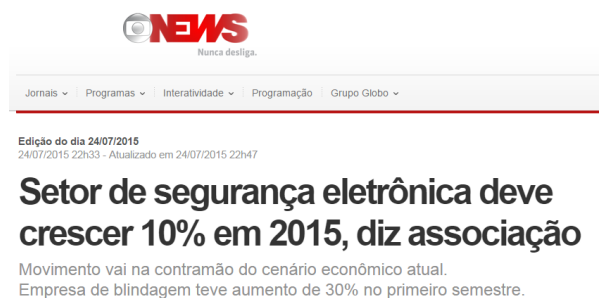 NEWS
Nunca desliga.
Jornais Programas Interatividade Programação Grupo Globo
Edição do dia 24/07/2015
24/07/2015 22h33 - Atualizado em 24/07/2015 22h47
Setor de segurança eletrônica deve
crescer 10% em 2015, diz associação
Movimento vai na contramão do cenário econômico atual.
Empresa de blindagem teve aumento de 30% no primeiro semestre.